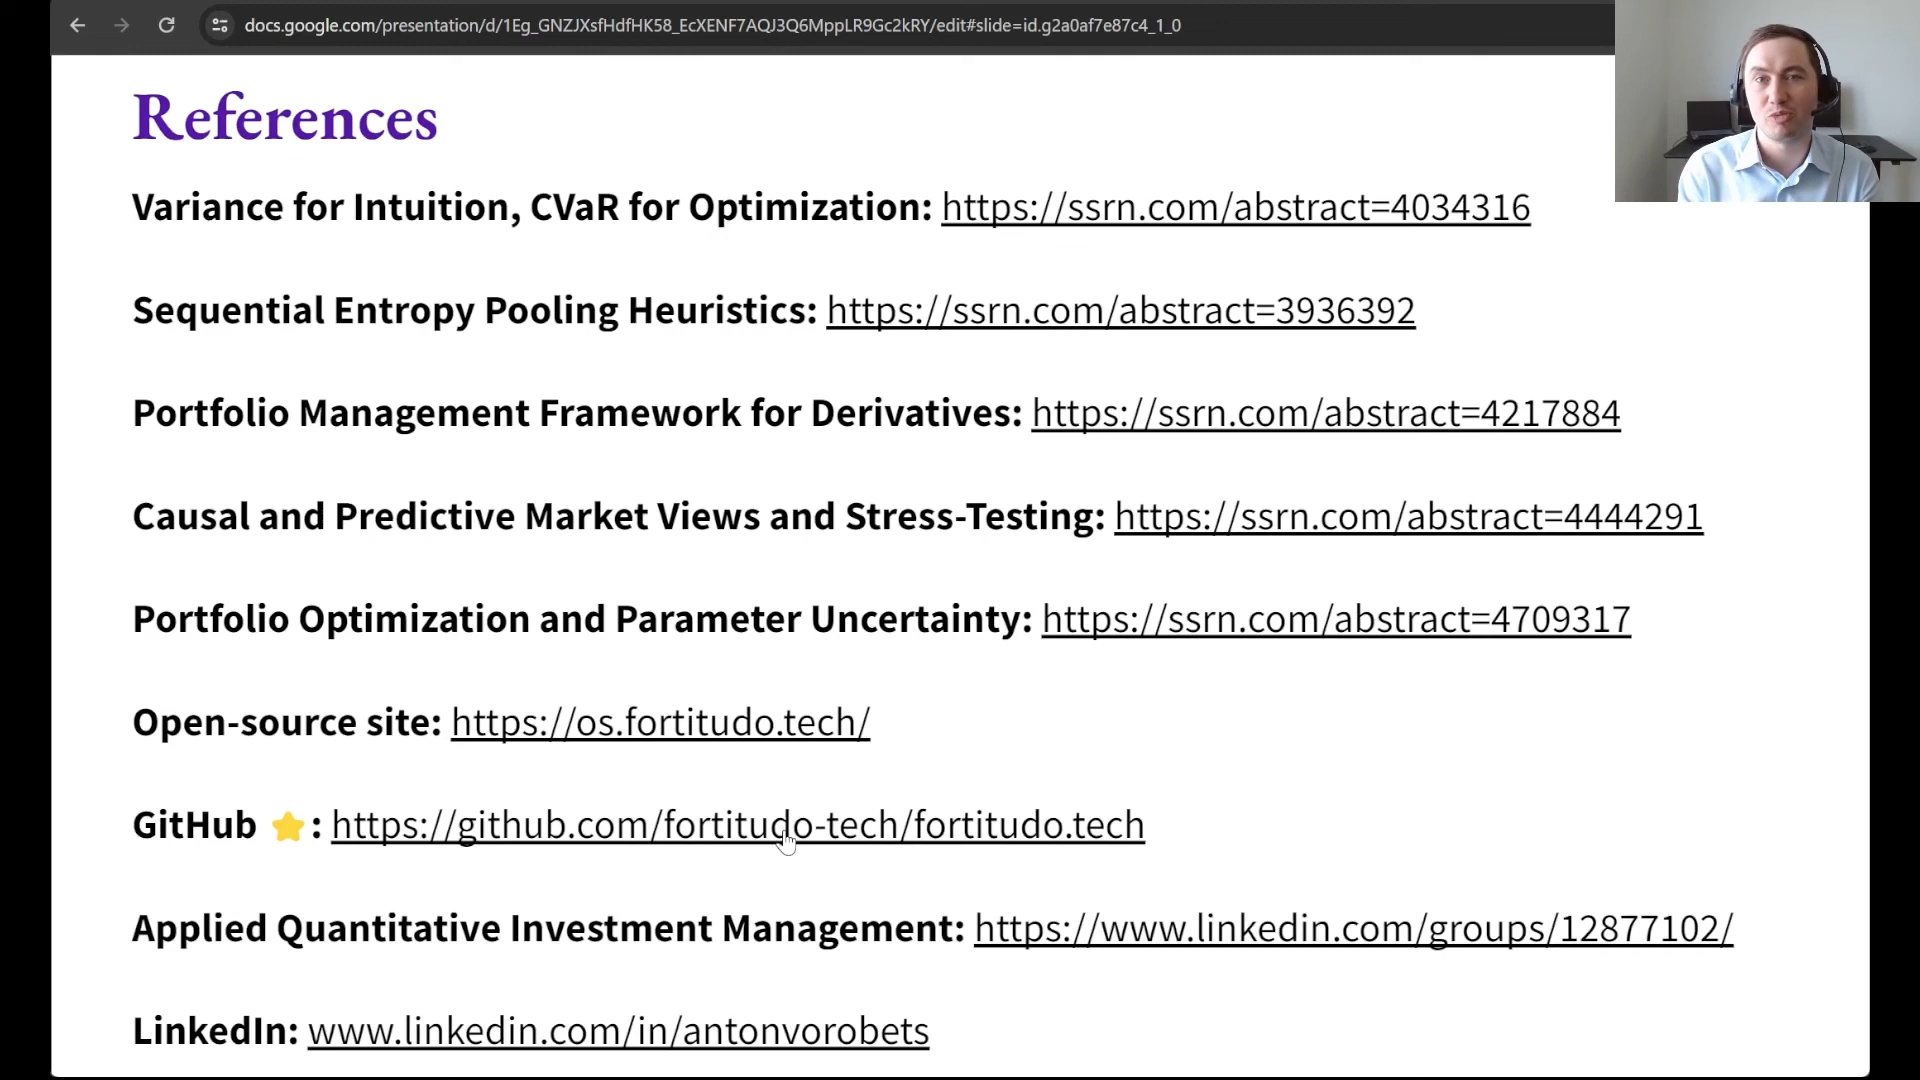 docs.google.com/presentation/d/1Eg_GNZJXsfHdfHK58_EcXENF7AQJ3Q6MppLR9Gc2kRY/edit#slide=id.g2a0af7e87c4_1_0
References
Variance for Intuition, CVaR for Optimization: https://ssrn.com/abstract=4034316
Sequential Entropy Pooling Heuristics: https://ssrn.com/abstract=3936392
Portfolio Management Framework for Derivatives: https://ssrn.com/abstract=4217884
Causal and Predictive Market Views and Stress-Testing: https://ssrn.com/abstract=4444291
Portfolio Optimization and Parameter Uncertainty: https://ssrn.com/abstract=4709317
Open-source site: https://os.fortitudo.tech/
GitHub ⭐: https://github.com/fortitudo-tech/fortitudo.tech
Applied Quantitative Investment Management: https://www.linkedin.com/groups/12877102/
LinkedIn: www.linkedin.com/in/antonvorobets